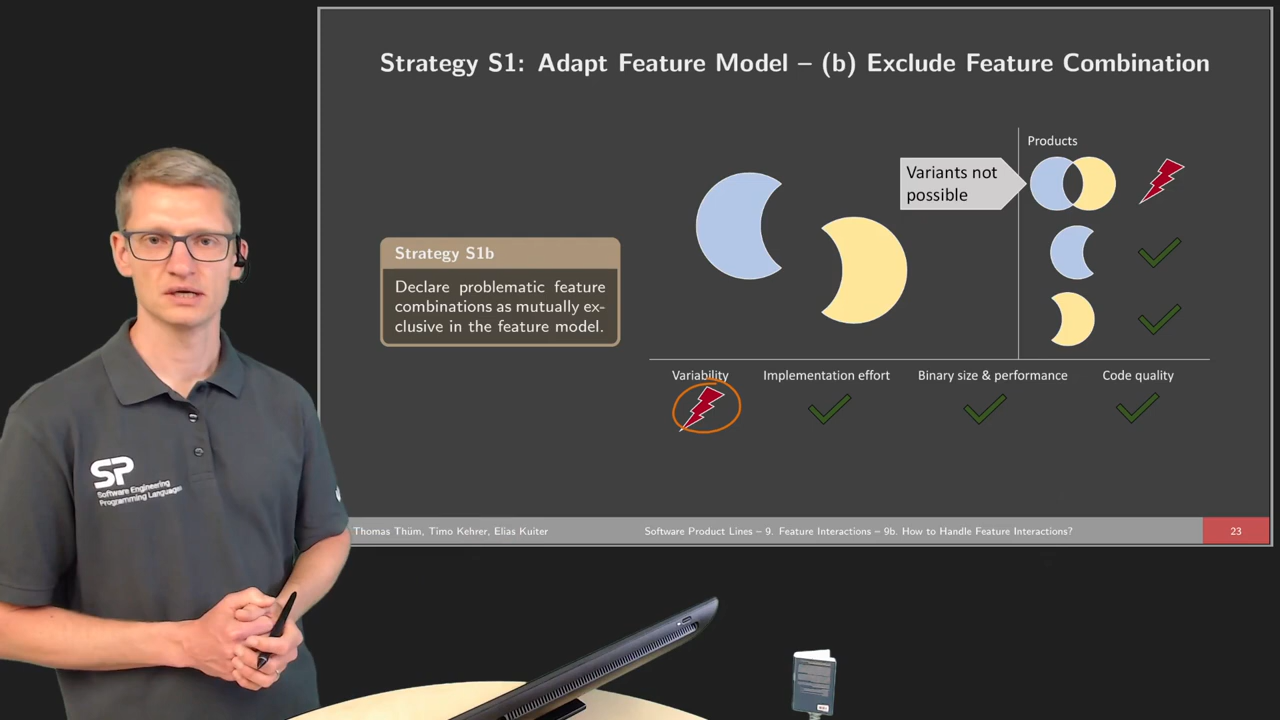 Strategy S1: Adapt Feature Model – (b) Exclude Feature Combination
Strategy S1b
Declare problematic feature
combinations as mutually ex-
clusive in the feature model.
Variants not
possible
Products
Variability
Implementation effort
Binary size & performance
Code quality
Thomas Thüm, Timo Kehrer, Elias Kuiter
Software Product Lines – 9. Feature Interactions – 9b. How to Handle Feature Interactions?
23
SP
Software Engineering
Programming Languages